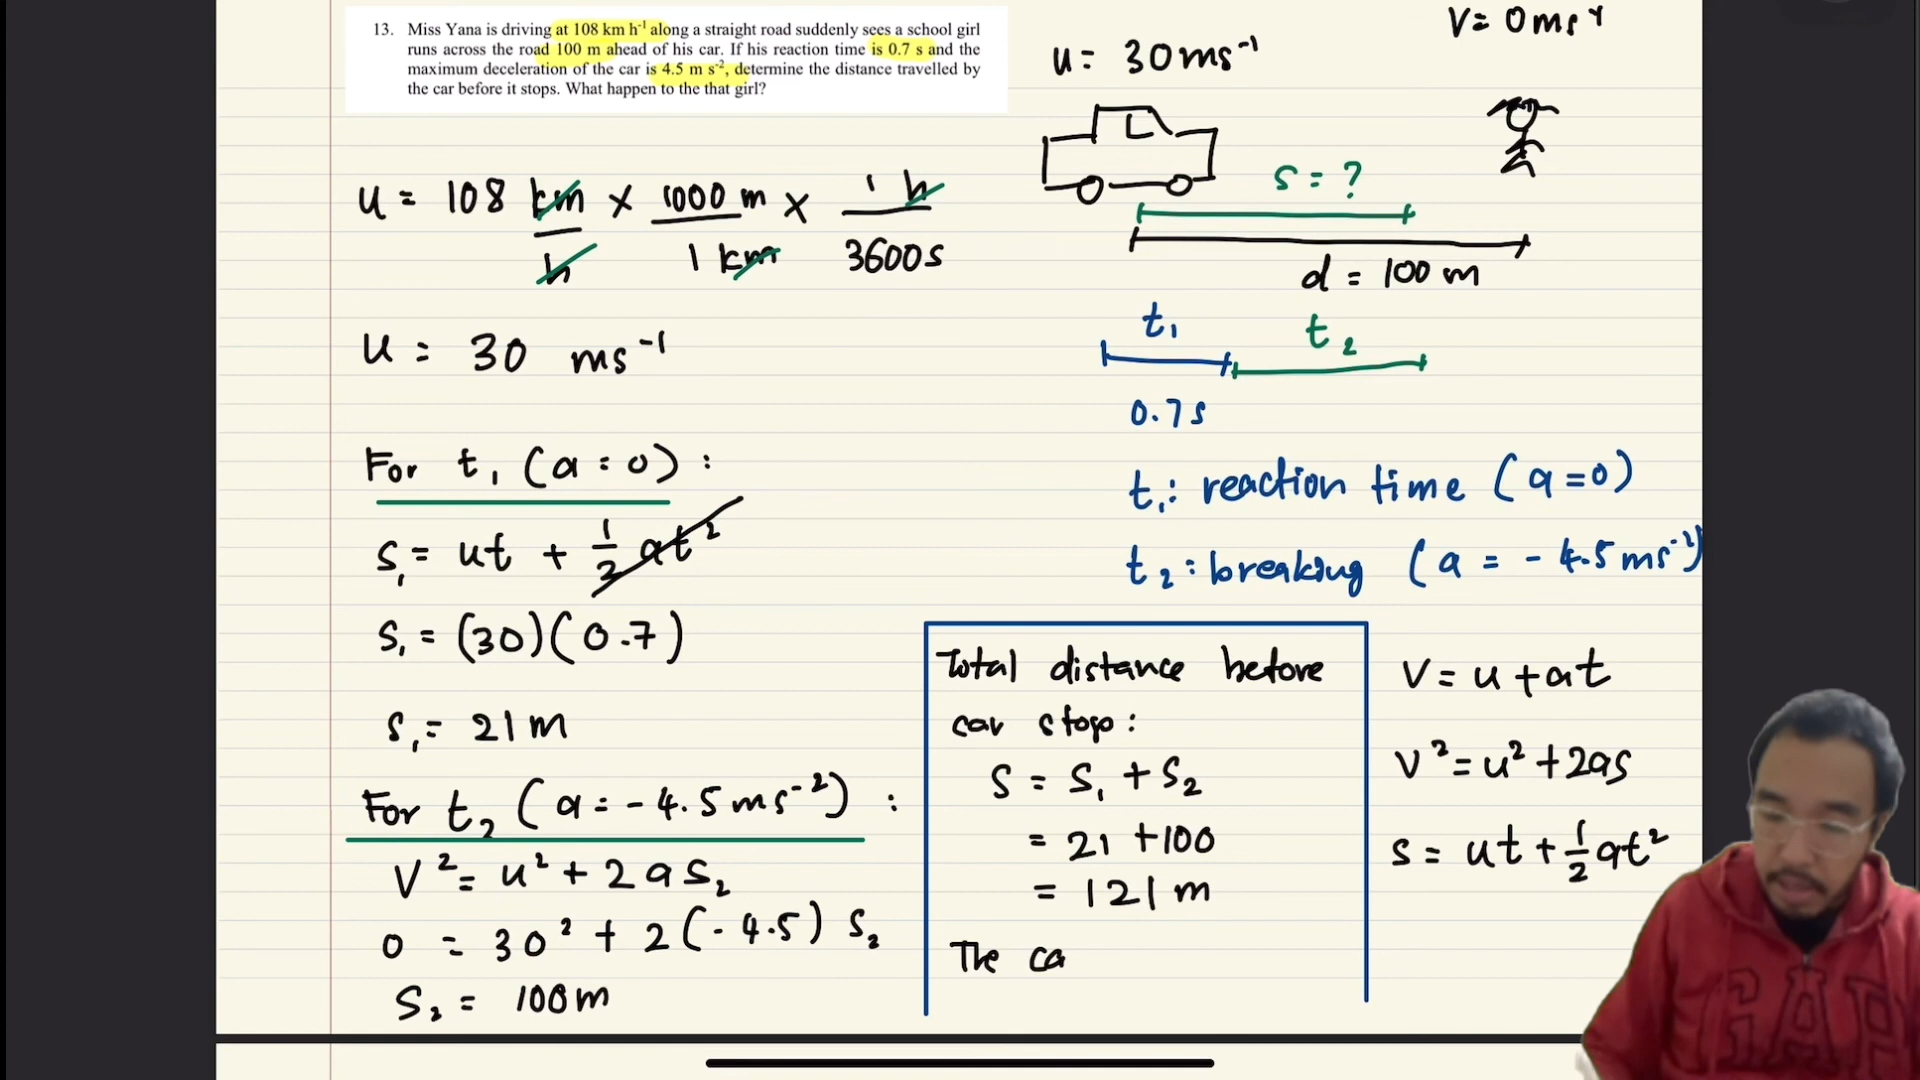 13. Miss Yana is driving at 108 km h⁻¹ along a straight road suddenly sees a school girl
runs across the road 100 m ahead of his car. If his reaction time is 0.7 s and the
maximum deceleration of the car is 4.5 m s⁻², determine the distance travelled by
the car before it stops. What happen to the that girl?
u = 30 ms⁻¹
v = 0 ms⁻¹
s = ?
d = 100 m
t₁ t₂
0.7s
t₁: reaction time (a = 0)
t₂: breaking (a = - 4.5 ms⁻²)
u = 108 km/h × 1000 m/1 km × 1 h/3600 s
u = 30 ms⁻¹
For t₁ (a = 0) :
s₁ = ut + 1/2 at²
s₁ = (30)(0.7)
s₁ = 21 m
For t₂ (a = - 4.5 ms⁻²) :
v² = u² + 2as₂
0 = 30² + 2(-4.5) s₂
s₂ = 100 m
Total distance before
car stop:
s = s₁ + s₂
= 21 + 100
= 121 m
The ca
v = u + at
v² = u² + 2as
s = ut + 1/2 at²
GAP